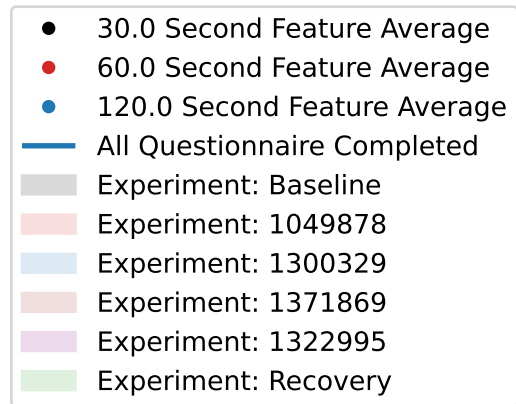 30.0 Second Feature Average
60.0 Second Feature Average
120.0 Second Feature Average
All Questionnaire Completed
Experiment: Baseline
Experiment: 1049878
Experiment: 1300329
Experiment: 1371869
Experiment: 1322995
Experiment: Recovery